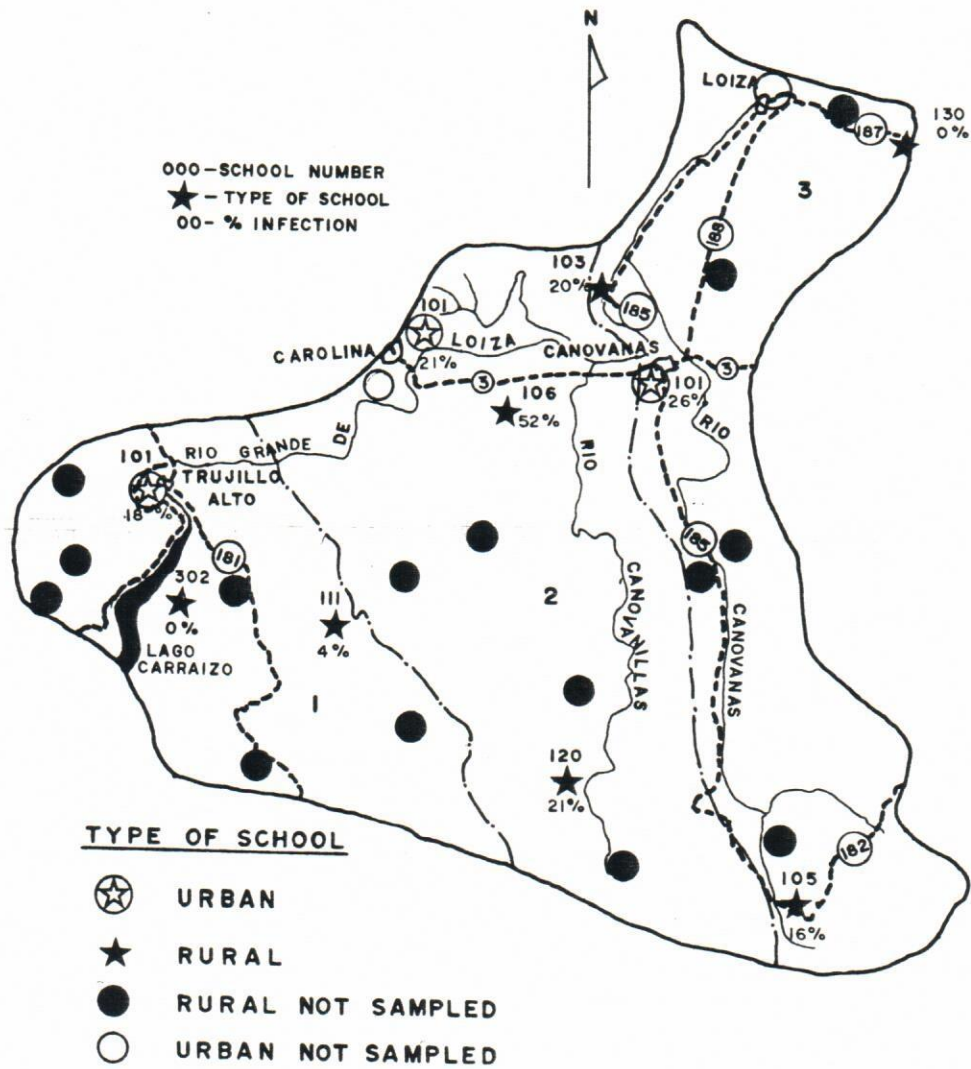 N
LOIZA
187
130
0%
000-SCHOOL NUMBER
★-TYPE OF SCHOOL
00-% INFECTION
3
188
103
20%
185
101
LOIZA
CANOVANAS
CAROLINA
21%
3
3
106
52%
101
26%
RIO
DE
RIO GRANDE
RIO
101
TRUJILLO
ALTO
18%
181
302
0%
LAGO
CARRAIZO
111
4%
2
185
CANOVANILLAS
CANOVANAS
1
120
21%
182
105
16%
TYPE OF SCHOOL
URBAN
RURAL
RURAL NOT SAMPLED
URBAN NOT SAMPLED